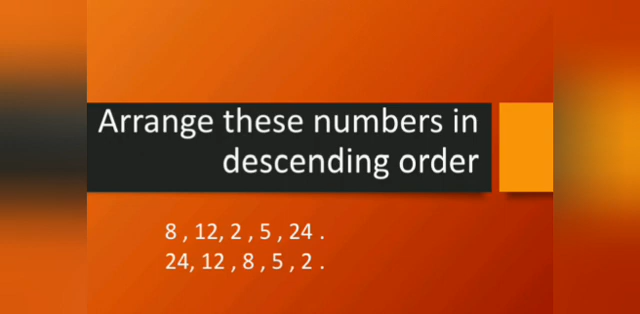 Arrange these numbers in
descending order
8 , 12, 2 , 5 , 24 .
24, 12 , 8 , 5 , 2 .